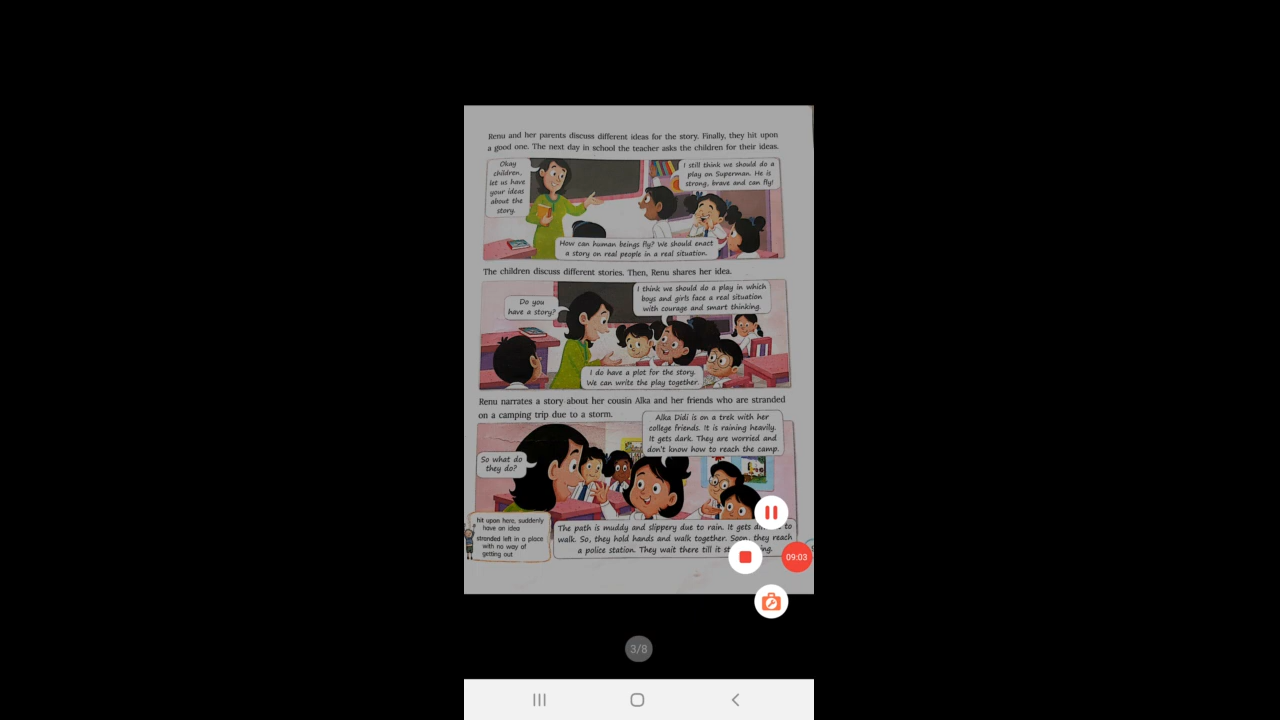 Renu and her parents discuss different ideas for the story. Finally, they hit upon
a good one. The next day in school the teacher asks the children for their ideas.
Okay
children,
let us have
your ideas
about the
story.
I still think we should do a
play on Superman. He is
strong, brave and can fly!
How can human beings fly? We should enact
a story on real people in a real situation.
The children discuss different stories. Then, Renu shares her idea.
Do you
have a story?
I think we should do a play in which
boys and girls face a real situation
with courage and smart thinking.
I do have a plot for the story.
We can write the play together.
Renu narrates a story about her cousin Alka and her friends who are stranded
on a camping trip due to a storm.
So what do
they do?
Alka Didi is on a trek with her
college friends. It is raining heavily.
It gets dark. They are worried and
don't know how to reach the camp.
The path is muddy and slippery due to rain. It gets to
walk. So, they hold hands and walk together. Soon, they reach
a police station. They wait there till it
hit upon here, suddenly
have an idea
stranded left in a place
with no way of
getting out
09:03
3/8